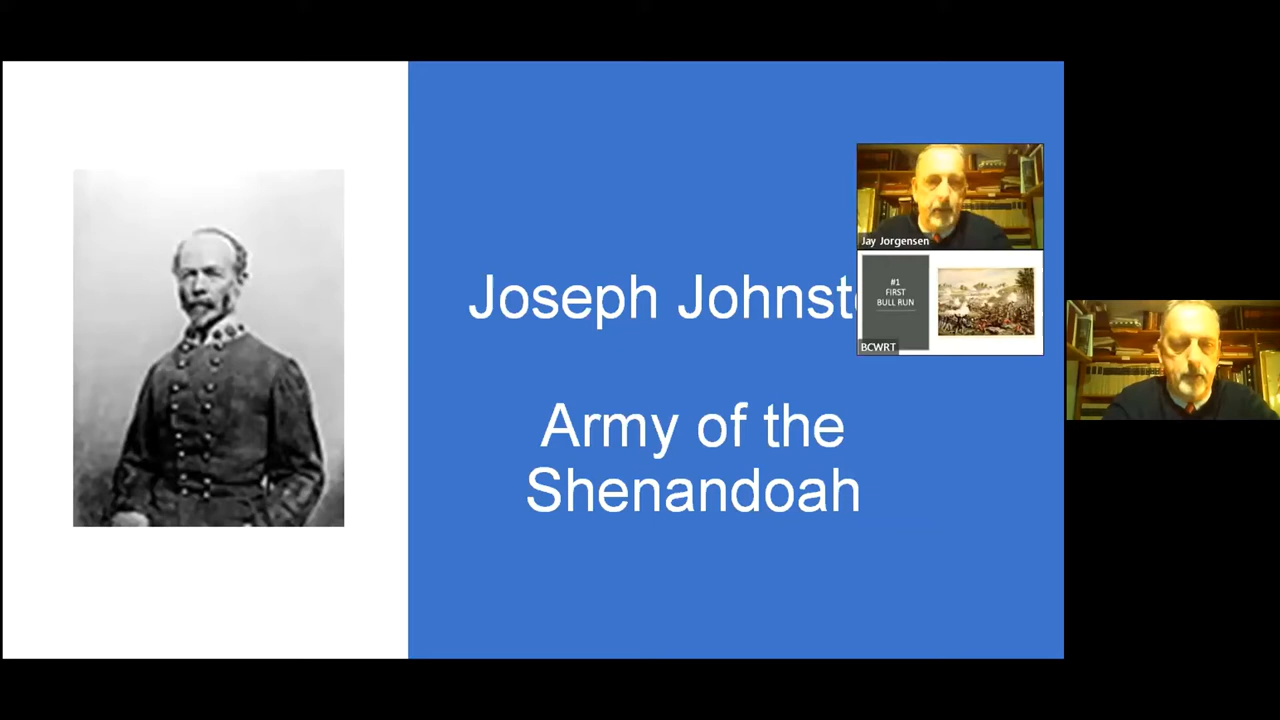 Joseph Johnst
Army of the
Shenandoah
Jay Jorgensen
#1
FIRST
BULL RUN
BCWRT